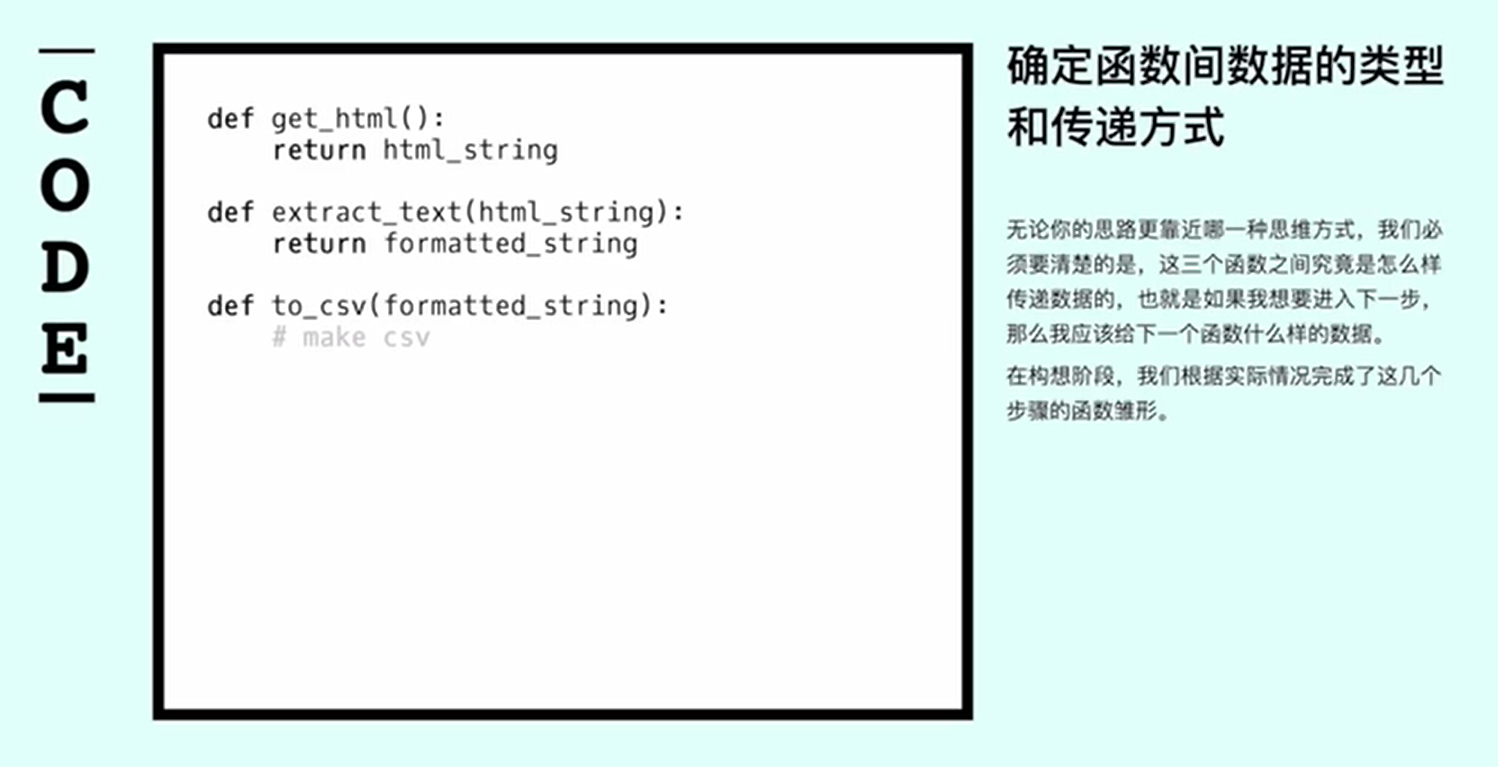 CODE
def get_html():
    return html_string
def extract_text(html_string):
    return formatted_string
def to_csv(formatted_string):
    # make csv
确定函数间数据的类型
和传递方式
无论你的思路更靠近哪一种思维方式，我们必
须要清楚的是，这三个函数之间究竟是怎么样
传递数据的，也就是如果我想要进入下一步，
那么我应该给下一个函数什么样的数据。
在构想阶段，我们根据实际情况完成了这几个
步骤的函数雏形。